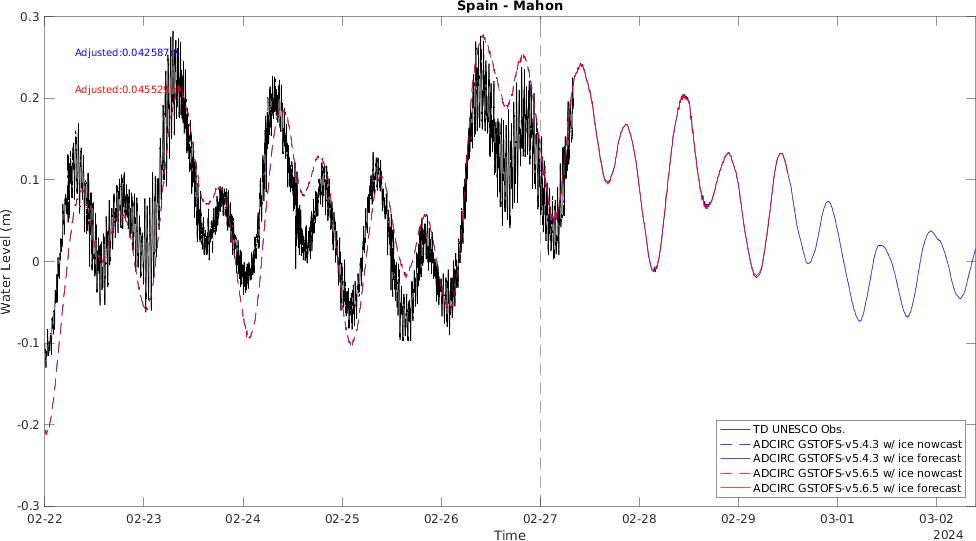 Spain - Mahon
0.3
0.2
0.1
0
-0.1
-0.2
-0.3
Water Level (m)
Adjusted:0.042587
Adjusted:0.045529
TD UNESCO Obs.
ADCIRC GSTOFS-v5.4.3 w/ ice nowcast
ADCIRC GSTOFS-v5.4.3 w/ ice forecast
ADCIRC GSTOFS-v5.6.5 w/ ice nowcast
ADCIRC GSTOFS-v5.6.5 w/ ice forecast
02-22 02-23 02-24 02-25 02-26 02-27 02-28 02-29 03-01 03-02
Time
2024